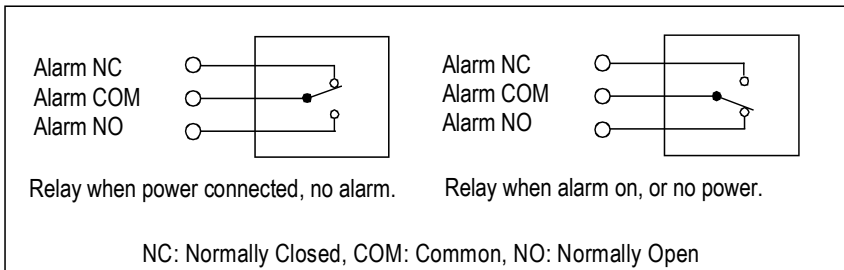 Alarm NC
Alarm COM
Alarm NO
Alarm NC
Alarm COM
Alarm NO
Relay when power connected, no alarm.
Relay when alarm on, or no power.
NC: Normally Closed, COM: Common, NO: Normally Open